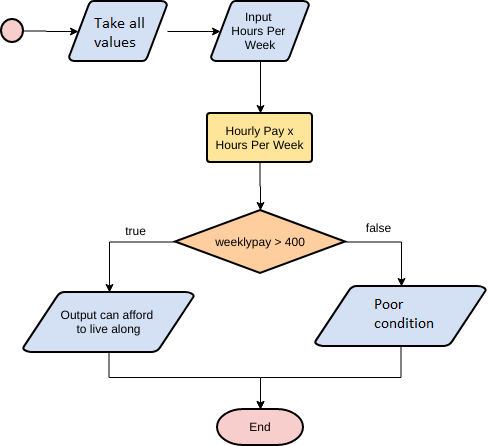 Take all
values
Input
Hours Per
Week
Hourly Pay x
Hours Per Week
weeklypay > 400
true
false
Output can afford
to live along
Poor
condition
End